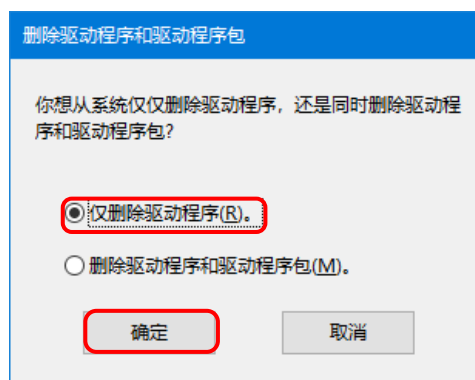 删除驱动程序和驱动程序包
你想从系统仅仅删除驱动程序，还是同时删除驱动程
序和驱动程序包?
仅删除驱动程序(R)。
删除驱动程序和驱动程序包(M)。
确定 取消